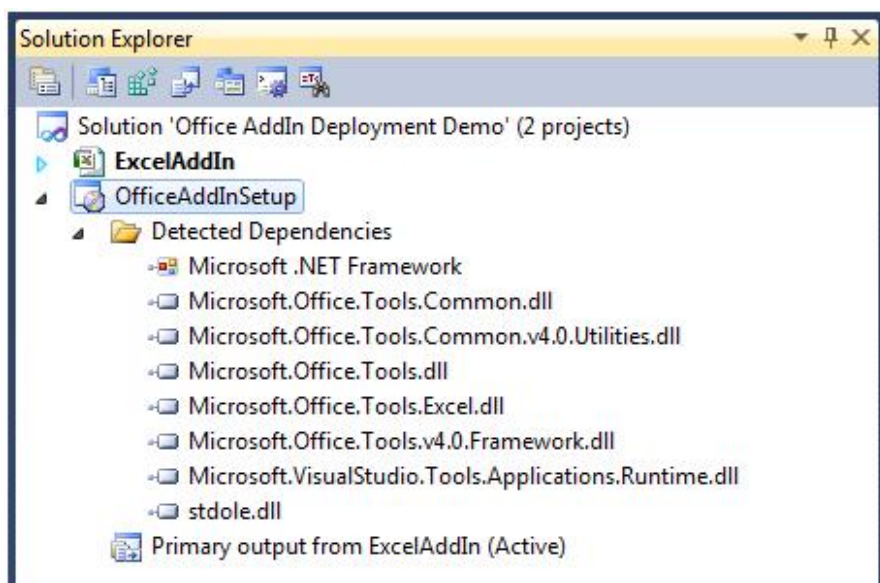 Solution Explorer
Solution 'Office AddIn Deployment Demo' (2 projects)
ExcelAddIn
OfficeAddInSetup
Detected Dependencies
Microsoft .NET Framework
Microsoft.Office.Tools.Common.dll
Microsoft.Office.Tools.Common.v4.0.Utilities.dll
Microsoft.Office.Tools.dll
Microsoft.Office.Tools.Excel.dll
Microsoft.Office.Tools.v4.0.Framework.dll
Microsoft.VisualStudio.Tools.Applications.Runtime.dll
stdole.dll
Primary output from ExcelAddIn (Active)